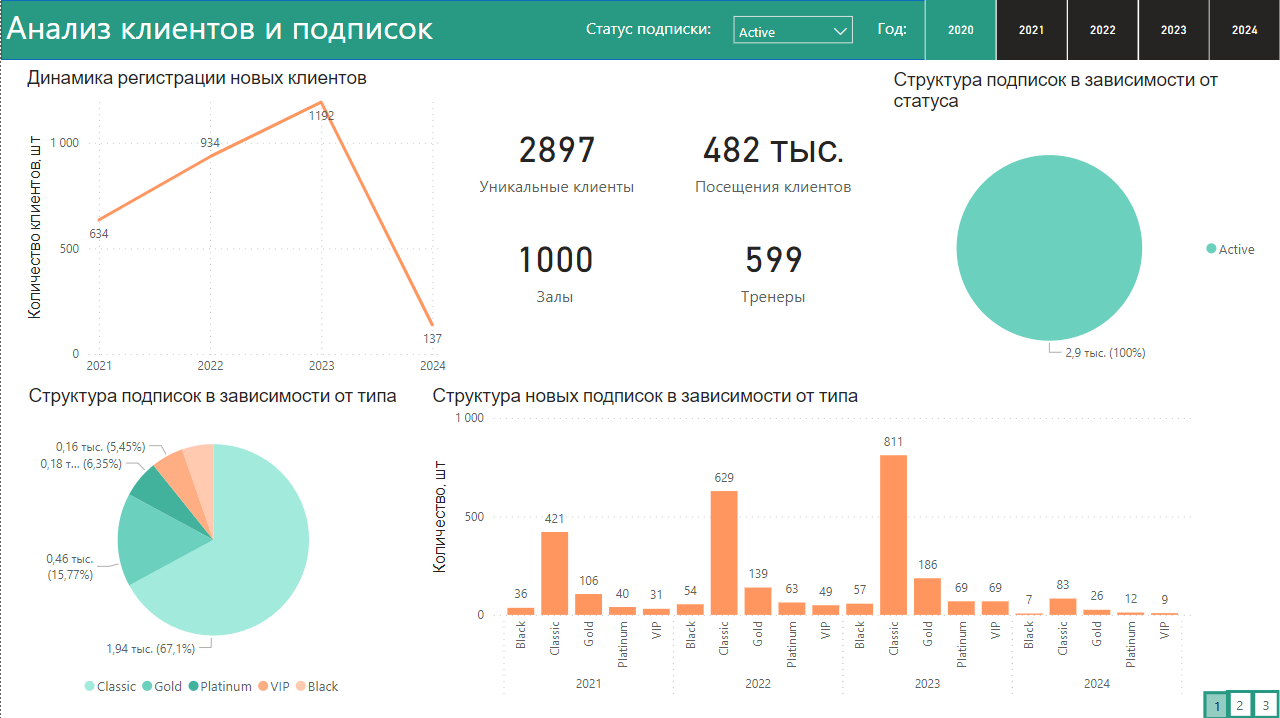 Анализ клиентов и подписок
Статус подписки:
Active
Год:
2020
2021
2022
2023
2024
Динамика регистрации новых клиентов
Количество клиентов, шт
1 000
500
0
634
934
1192
137
2021
2022
2023
2024
2897
Уникальные клиенты
482 тыс.
Посещения клиентов
1000
Залы
599
Тренеры
Структура подписок в зависимости от
статуса
Active
2,9 тыс. (100%)
Структура подписок в зависимости от типа
0,16 тыс. (5,45%)
0,18 т... (6,35%)
0,46 тыс.
(15,77%)
1,94 тыс. (67,1%)
Classic
Gold
Platinum
VIP
Black
Структура новых подписок в зависимости от типа
Количество, шт
1 000
500
0
36
421
106
40
31
54
629
139
63
49
57
811
186
69
69
7
83
26
12
9
Black
Classic
Gold
Platinum
VIP
Black
Classic
Gold
Platinum
VIP
Black
Classic
Gold
Platinum
VIP
Black
Classic
Gold
Platinum
VIP
2021
2022
2023
2024
1
2
3